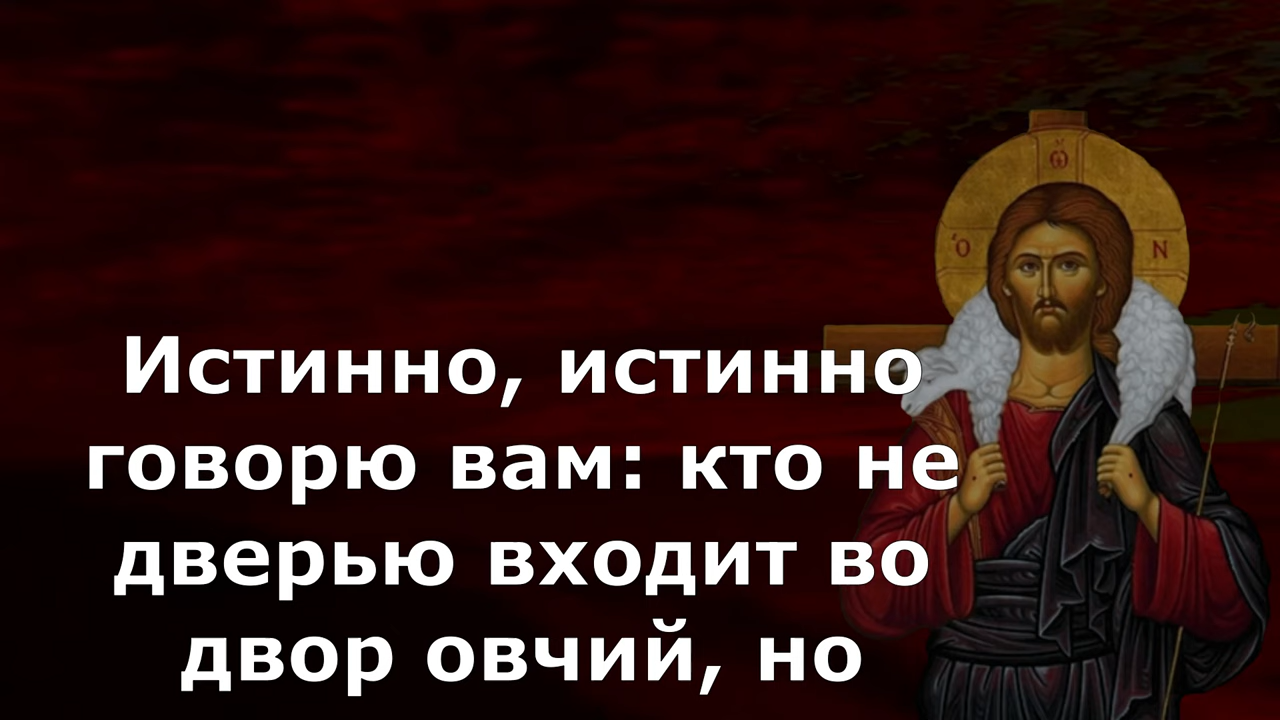 Ὁ Ὤ Ν
Истинно, истинно
говорю вам: кто не
дверью входит во
двор овчий, но